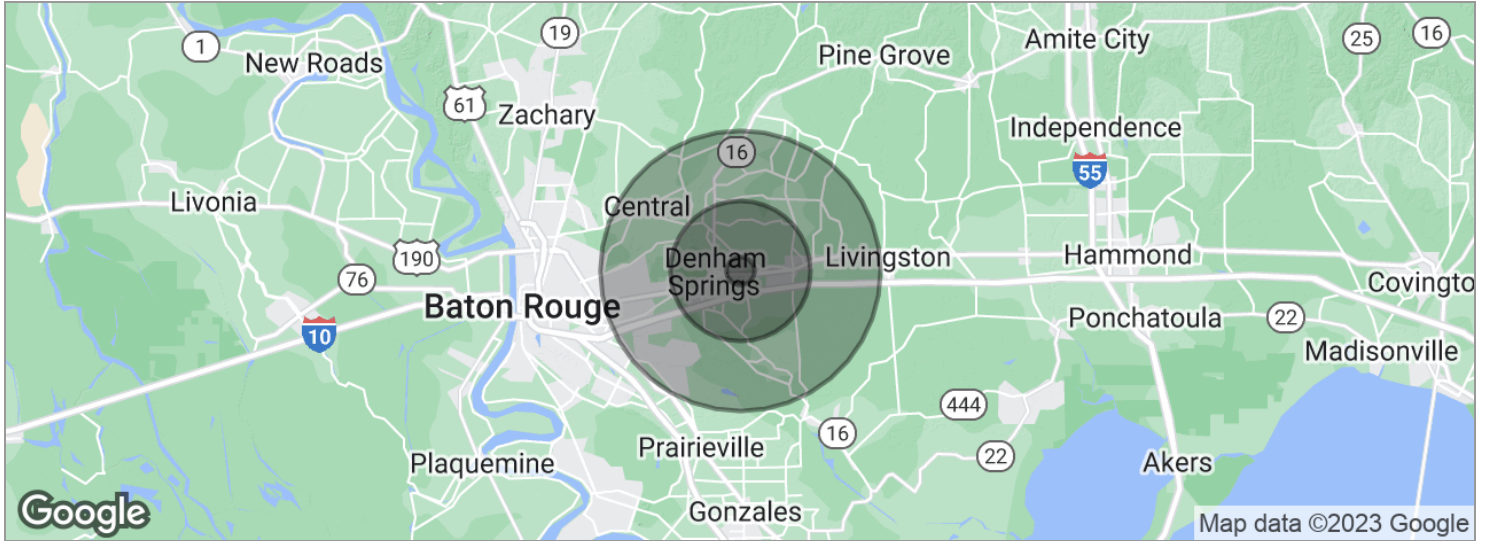 1
19
25
16
New Roads
Pine Grove
Amite City
61
Zachary
Independence
16
55
Livonia
Central
190
Denham
Springs
Livingston
Hammond
76
Covingto
Baton Rouge
10
Ponchatoula
22
Madisonville
444
16
22
Plaquemine
Prairieville
Akers
Gonzales
Google
Map data ©2023 Google